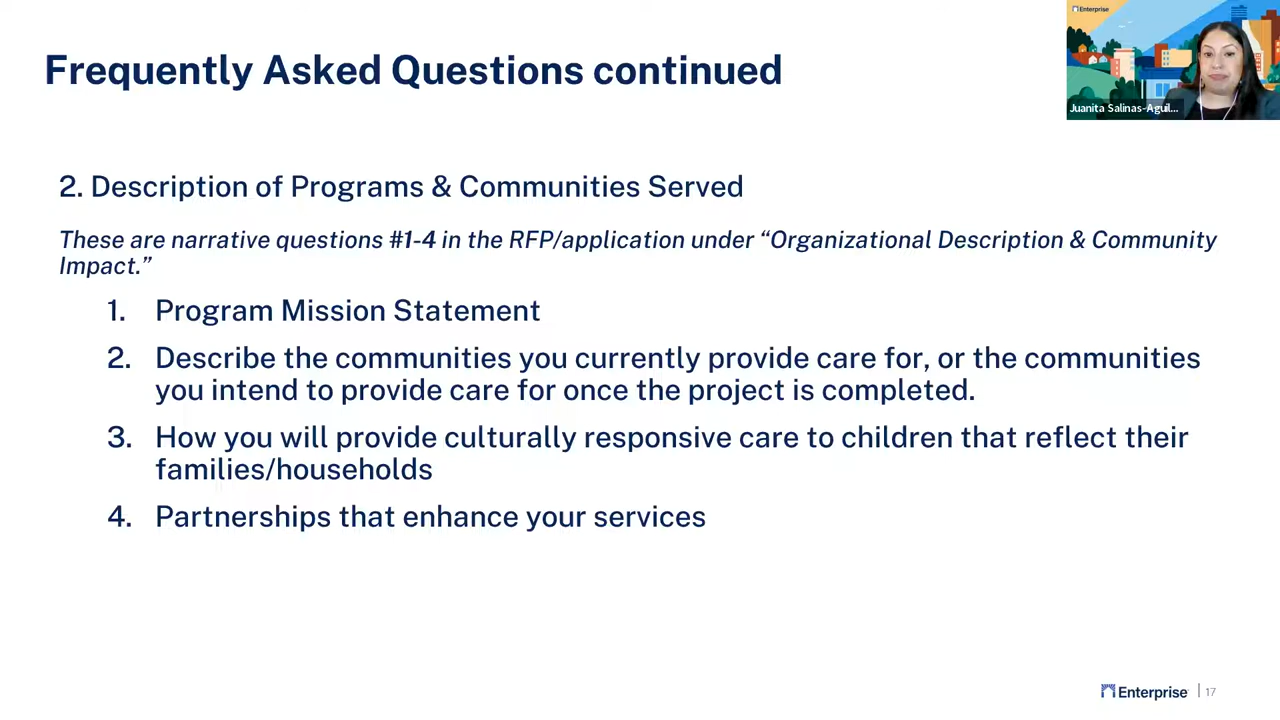 Enterprise
Frequently Asked Questions continued
Juanita Salinas-Aguil...
2. Description of Programs & Communities Served
These are narrative questions #1-4 in the RFP/application under “Organizational Description & Community
Impact.”
1. Program Mission Statement
2. Describe the communities you currently provide care for, or the communities
you intend to provide care for once the project is completed.
3. How you will provide culturally responsive care to children that reflect their
families/households
4. Partnerships that enhance your services
Enterprise | 17